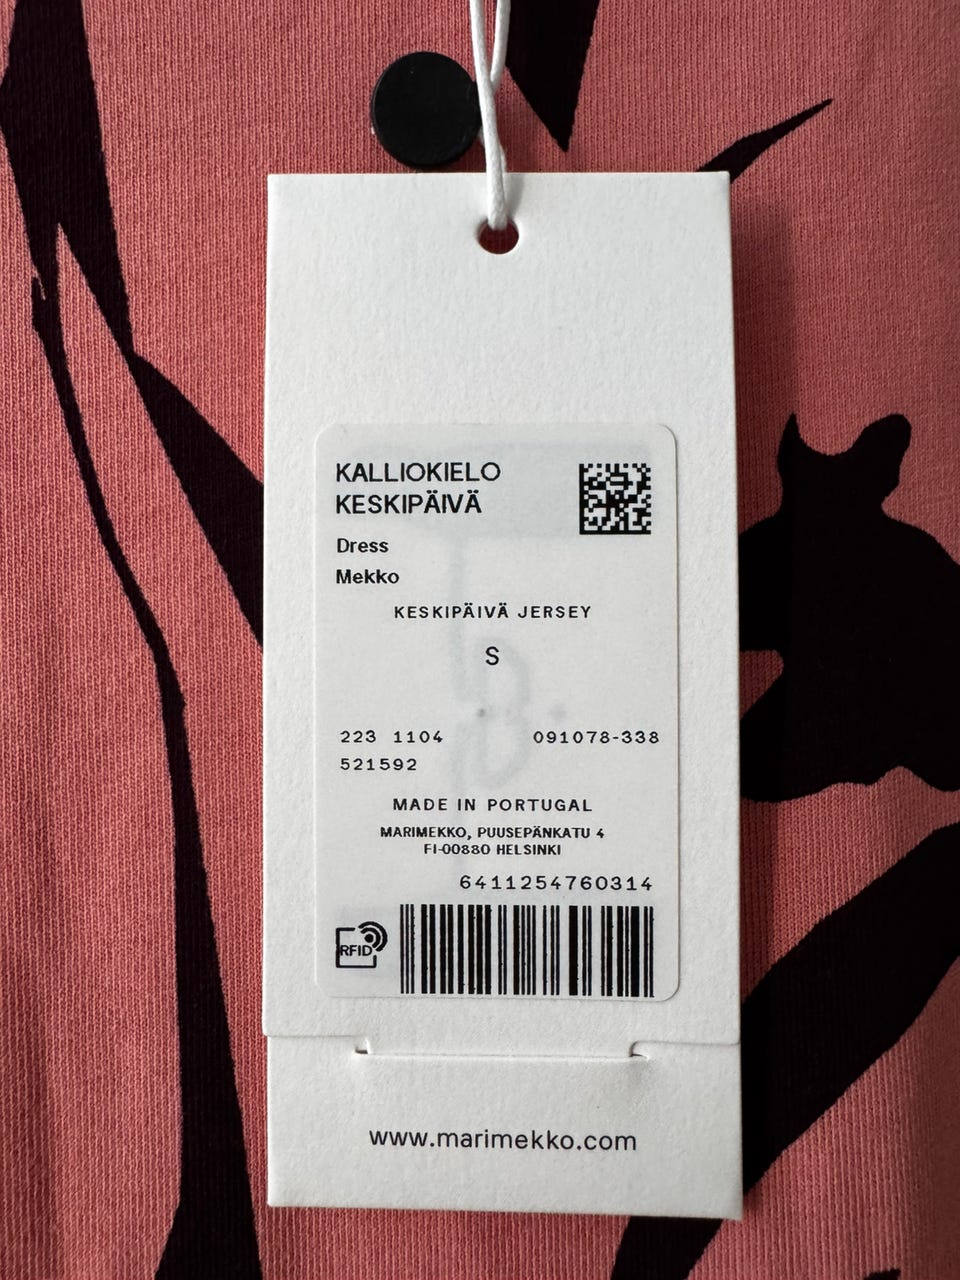 KALLIOKIELO
KESKIPÄIVÄ
Dress
Mekko
KESKIPÄIVÄ JERSEY
S
223 1104 091078-338
521592
MADE IN PORTUGAL
MARIMEKKO, PUUSEPÄNKATU 4
FI-00880 HELSINKI
6411254760314
RFID
www.marimekko.com